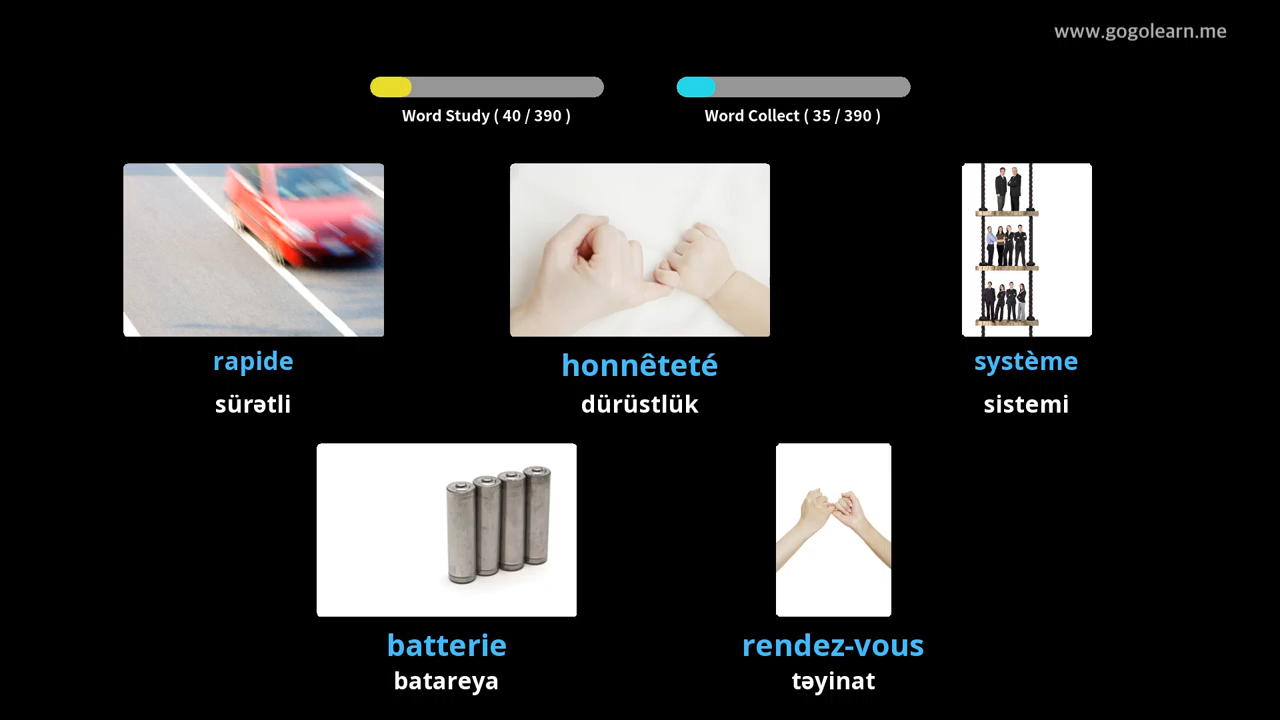 www.gogolearn.me
Word Study ( 40 / 390 )
Word Collect ( 35 / 390 )
rapide
sürətli
honnêteté
dürüstlük
système
sistemi
batterie
batareya
rendez-vous
təyinat